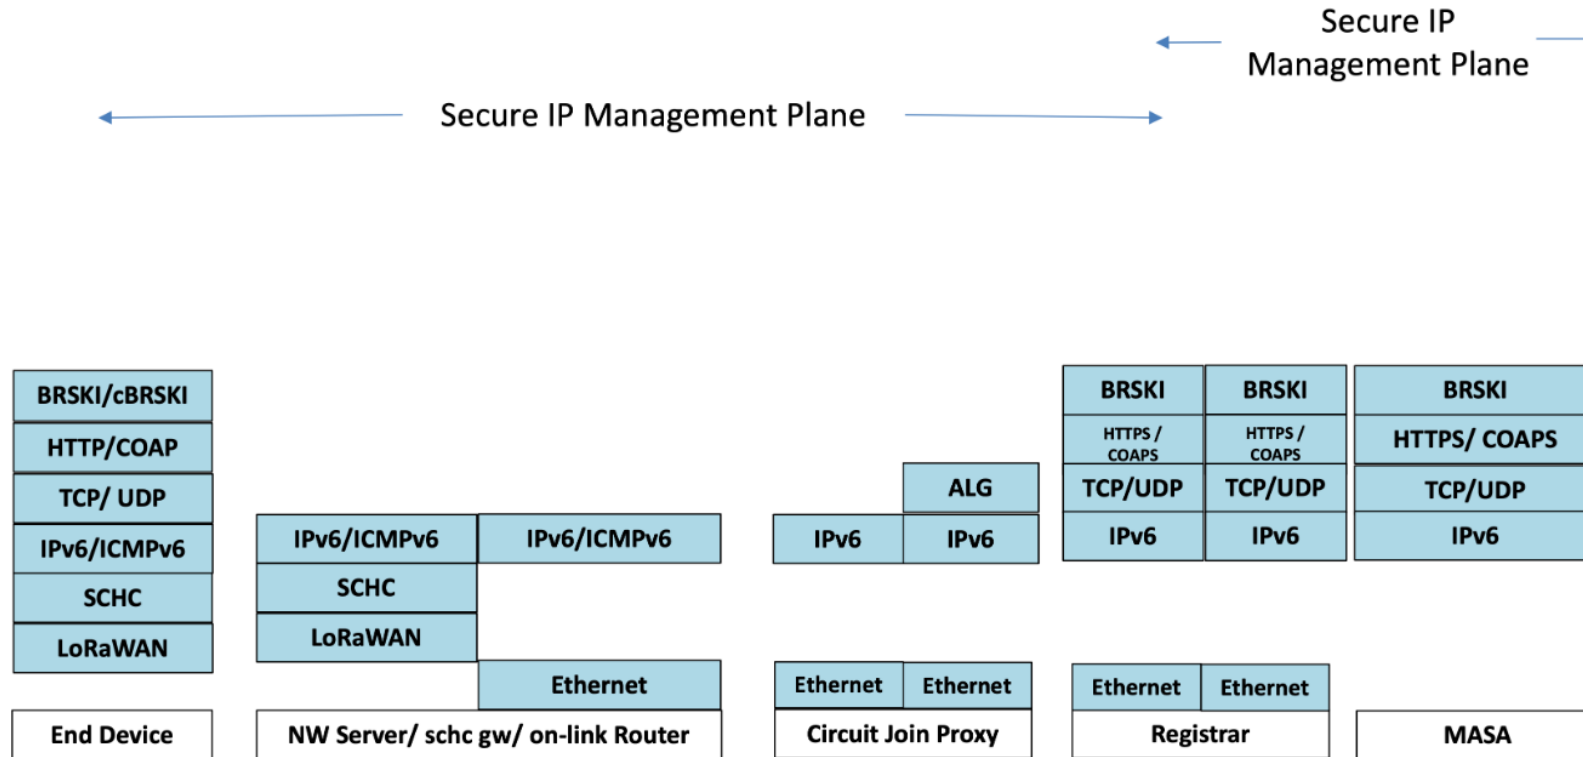 Secure IP
Management Plane
Secure IP Management Plane
BRSKI/cBRSKI
HTTP/COAP
TCP/ UDP
IPv6/ICMPv6
SCHC
LoRaWAN
End Device
IPv6/ICMPv6
IPv6/ICMPv6
SCHC
LoRaWAN
Ethernet
NW Server/ schc gw/ on-link Router
ALG
IPv6
IPv6
Ethernet
Ethernet
Circuit Join Proxy
BRSKI
BRSKI
HTTPS /
COAPS
HTTPS /
COAPS
TCP/UDP
TCP/UDP
IPv6
IPv6
Ethernet
Ethernet
Registrar
BRSKI
HTTPS/ COAPS
TCP/UDP
IPv6
MASA